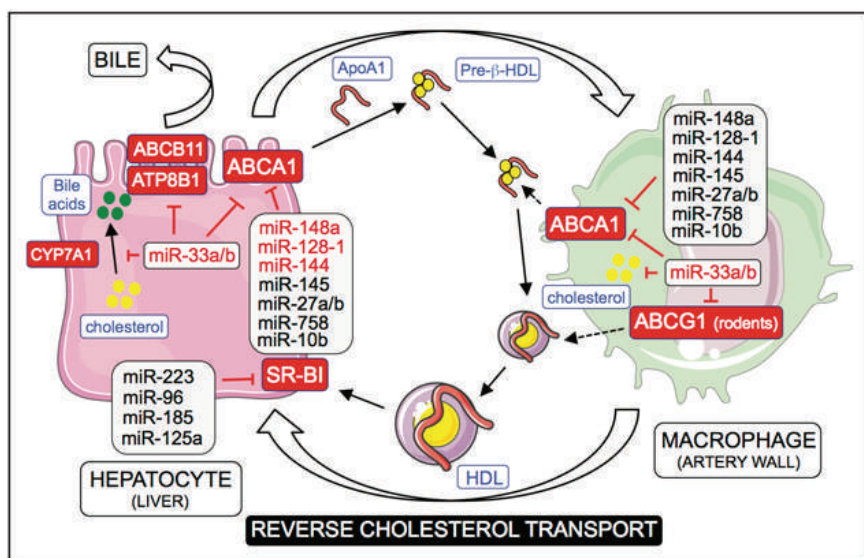 BILE
ApoA1
Pre-β-HDL
ABCB11
ATP8B1
ABCA1
Bile
acids
CYP7A1
miR-33a/b
cholesterol
miR-148a
miR-128-1
miR-144
miR-145
miR-27a/b
miR-758
miR-10b
miR-223
miR-96
miR-185
miR-125a
SR-BI
HEPATOCYTE
(LIVER)
miR-148a
miR-128-1
miR-144
miR-145
miR-27a/b
miR-758
miR-10b
ABCA1
miR-33a/b
cholesterol
ABCG1 (rodents)
MACROPHAGE
(ARTERY WALL)
HDL
REVERSE CHOLESTEROL TRANSPORT